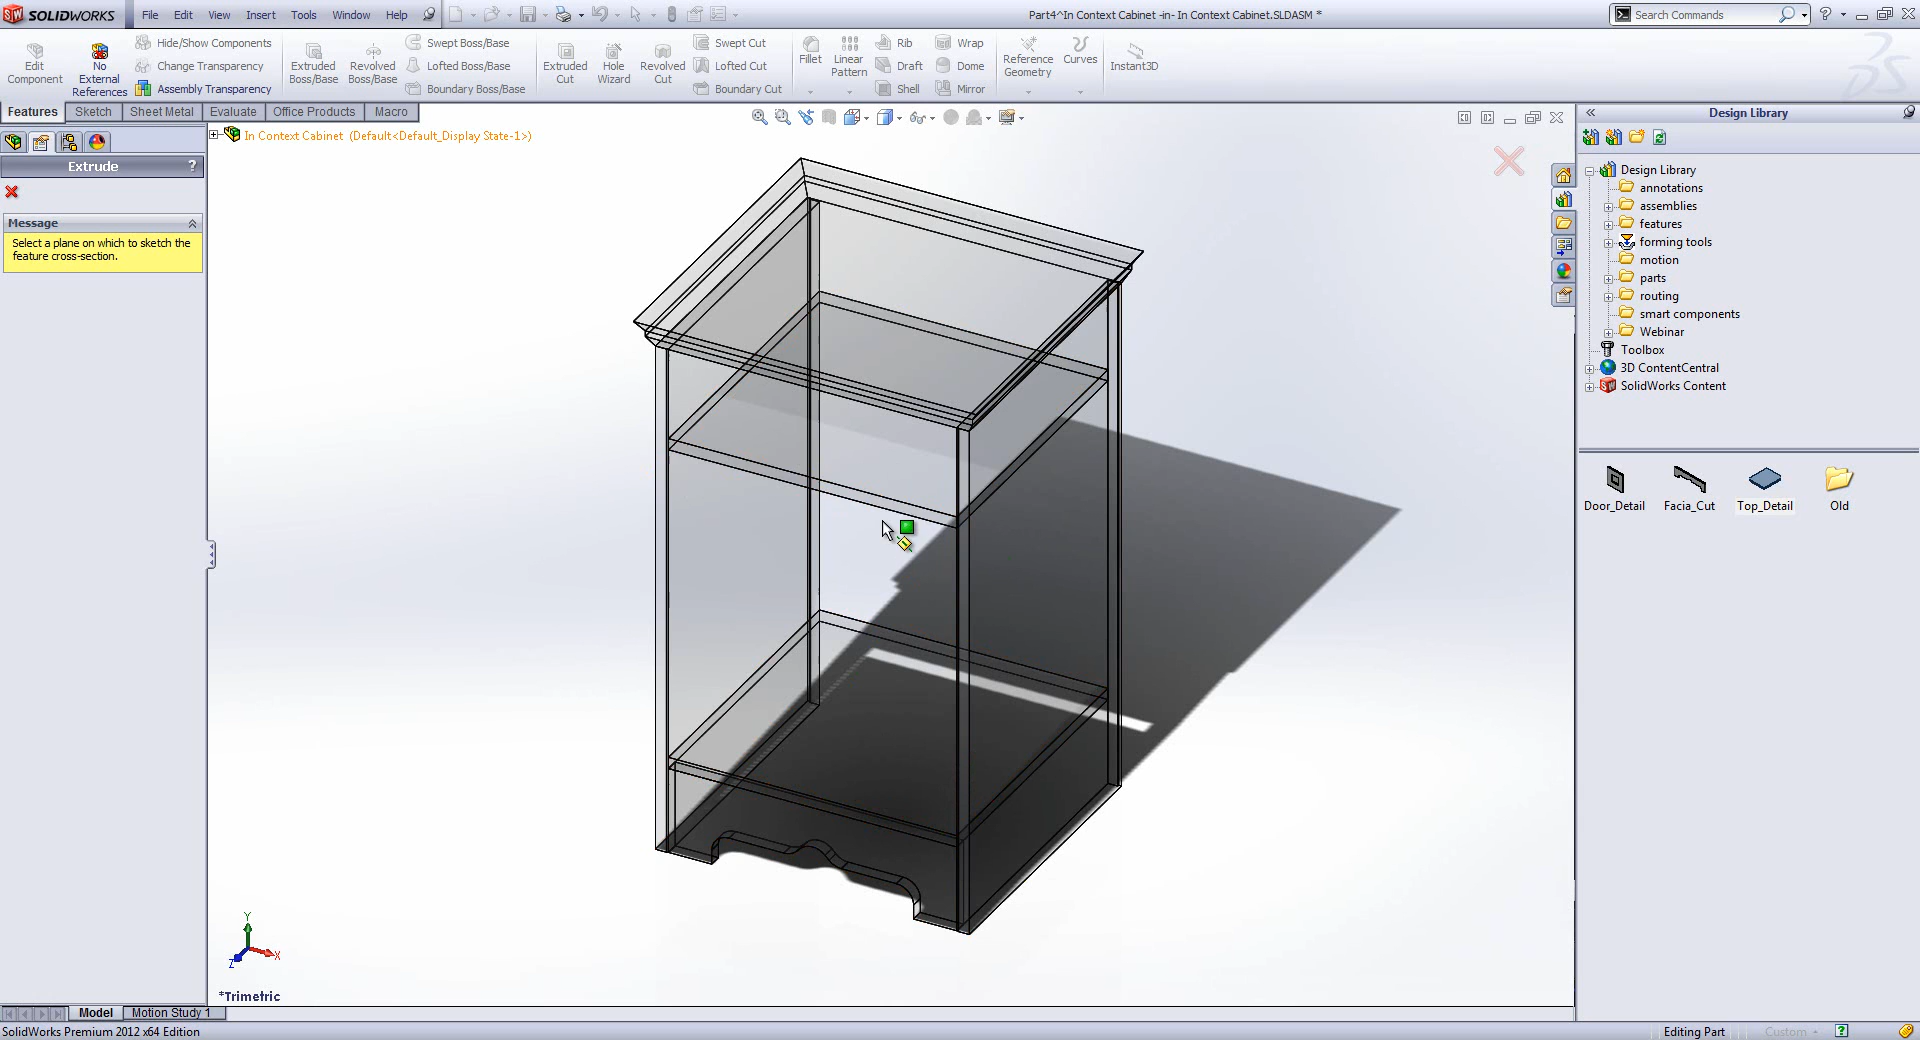 SW SOLIDWORKS File Edit View Insert Tools Window Help Part4^In Context Cabinet -in- In Context Cabinet.SLDASM * Search Commands ?
Edit Component
No External References
Hide/Show Components
Change Transparency
Assembly Transparency
Extruded Boss/Base
Revolved Boss/Base
Swept Boss/Base
Lofted Boss/Base
Boundary Boss/Base
Extruded Cut
Hole Wizard
Revolved Cut
Swept Cut
Lofted Cut
Boundary Cut
Fillet
Linear Pattern
Rib
Draft
Shell
Wrap
Dome
Mirror
Reference Geometry
Curves
Instant3D
Features Sketch Sheet Metal Evaluate Office Products Macro
Extrude ?
Message
Select a plane on which to sketch the
feature cross-section.
In Context Cabinet (Default<Default_Display State-1>)
Y
X
Z
*Trimetric
Design Library
Design Library
annotations
assemblies
features
forming tools
motion
parts
routing
smart components
Webinar
Toolbox
3D ContentCentral
SolidWorks Content
Door_Detail Facia_Cut Top_Detail Old
Model Motion Study 1
SolidWorks Premium 2012 x64 Edition Editing Part Custom ?